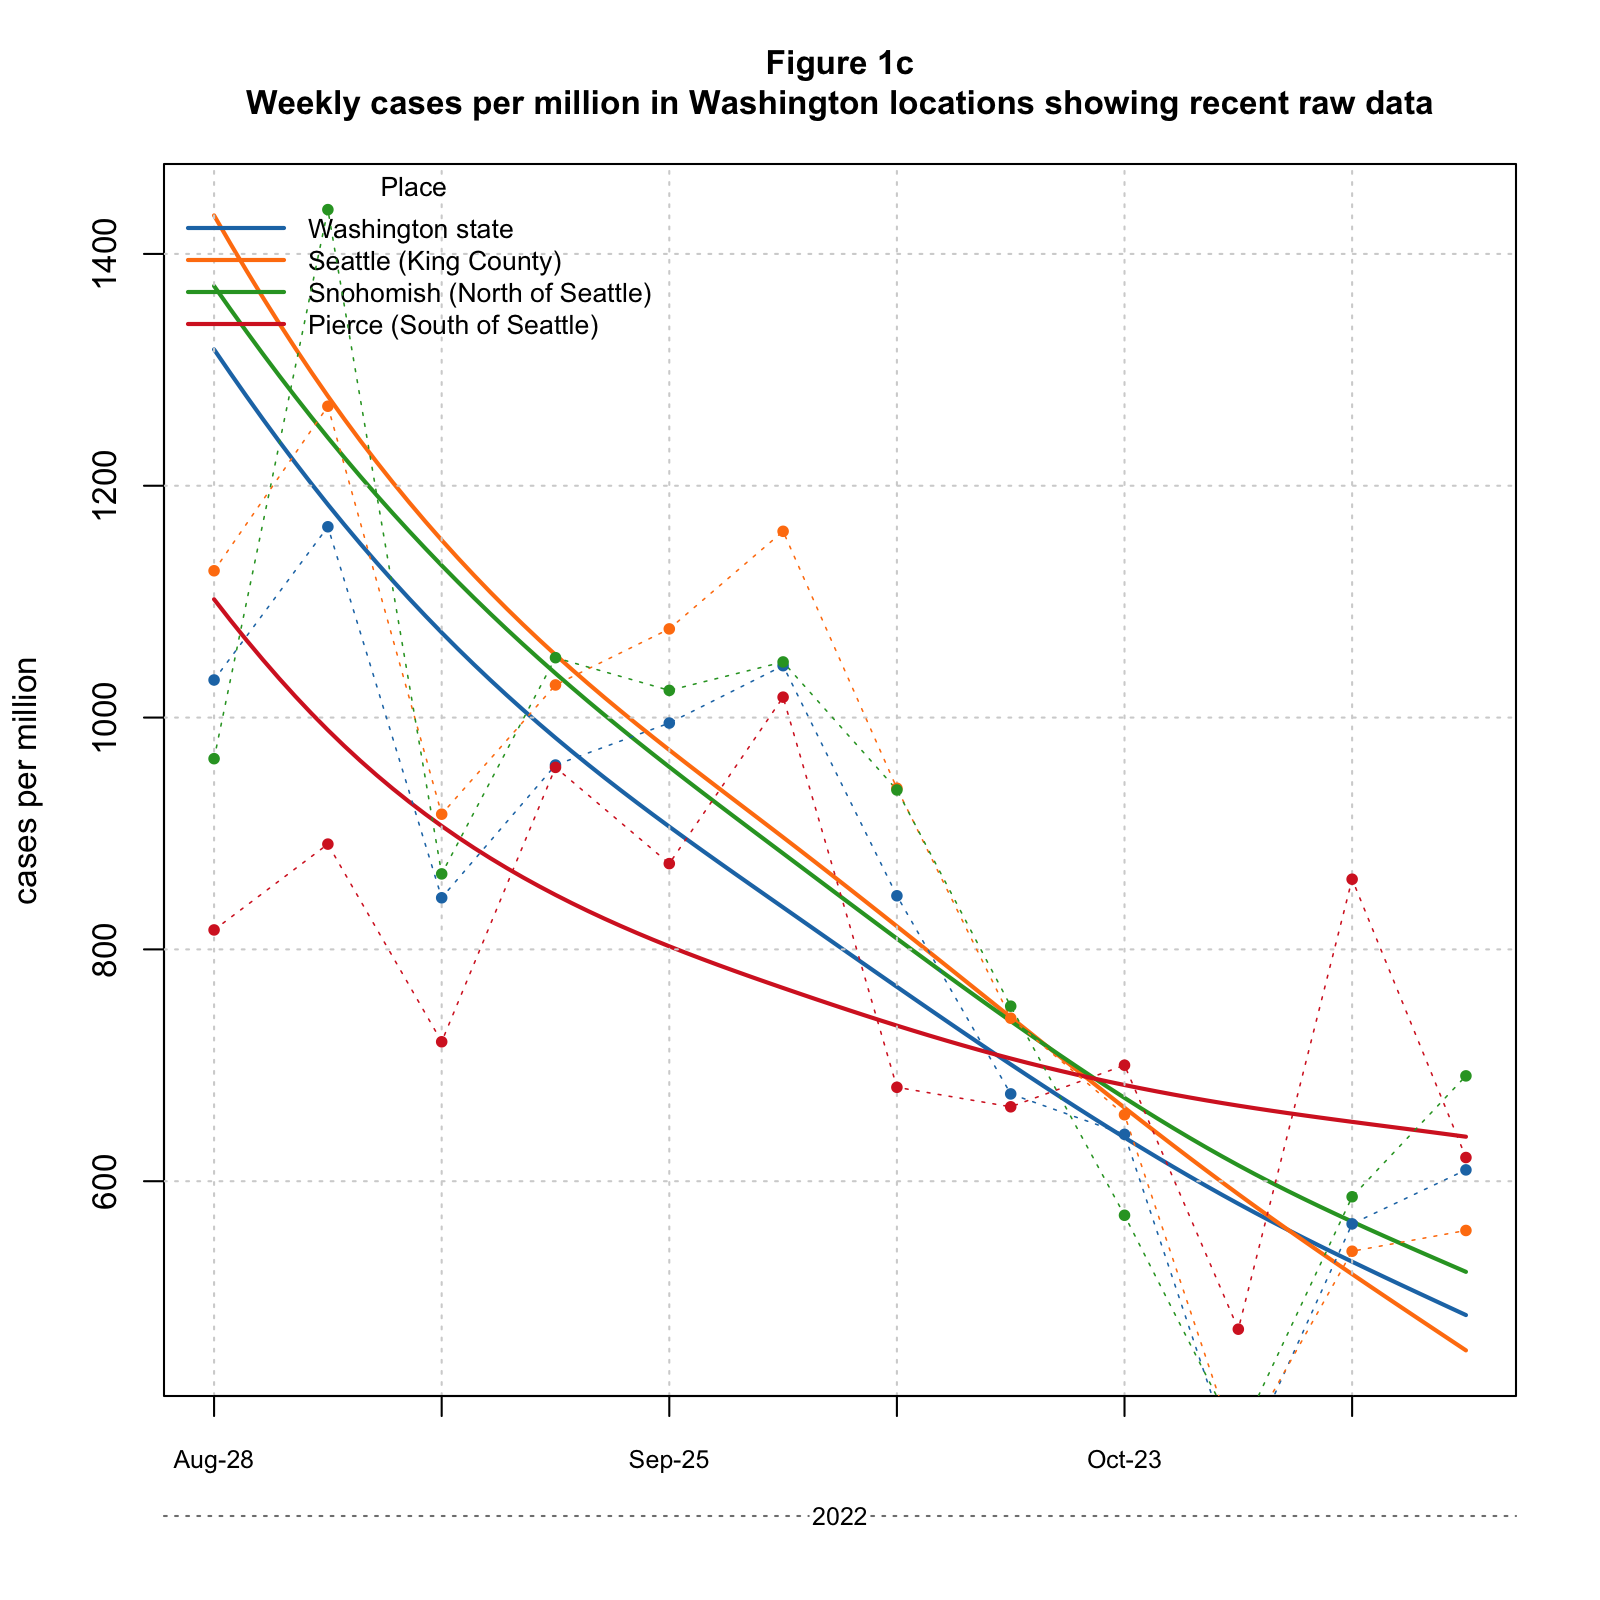 Figure 1c
Weekly cases per million in Washington locations showing recent raw data
Place
Washington state
Seattle (King County)
Snohomish (North of Seattle)
Pierce (South of Seattle)
cases per million
1400
1200
1000
800
600
Aug-28
Sep-25
Oct-23
2022